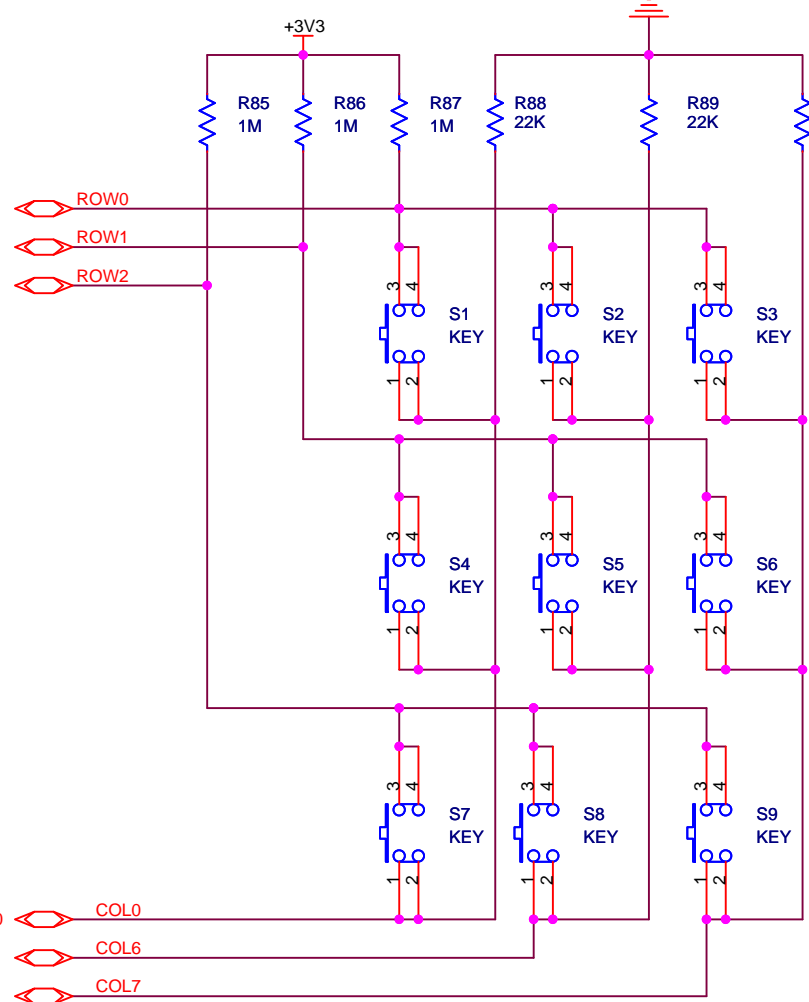 +3V3
R85 R86 R87 R88 R89
1M 1M 1M 22K 22K
ROW0
ROW1
ROW2
3 4 3 4 3 4
S1 S2 S3
KEY KEY KEY
1 2 1 2 1 2
3 4 3 4 3 4
S4 S5 S6
KEY KEY KEY
1 2 1 2 1 2
3 4 3 4 3 4
S7 S8 S9
KEY KEY KEY
1 2 1 2 1 2
COL0
COL6
COL7